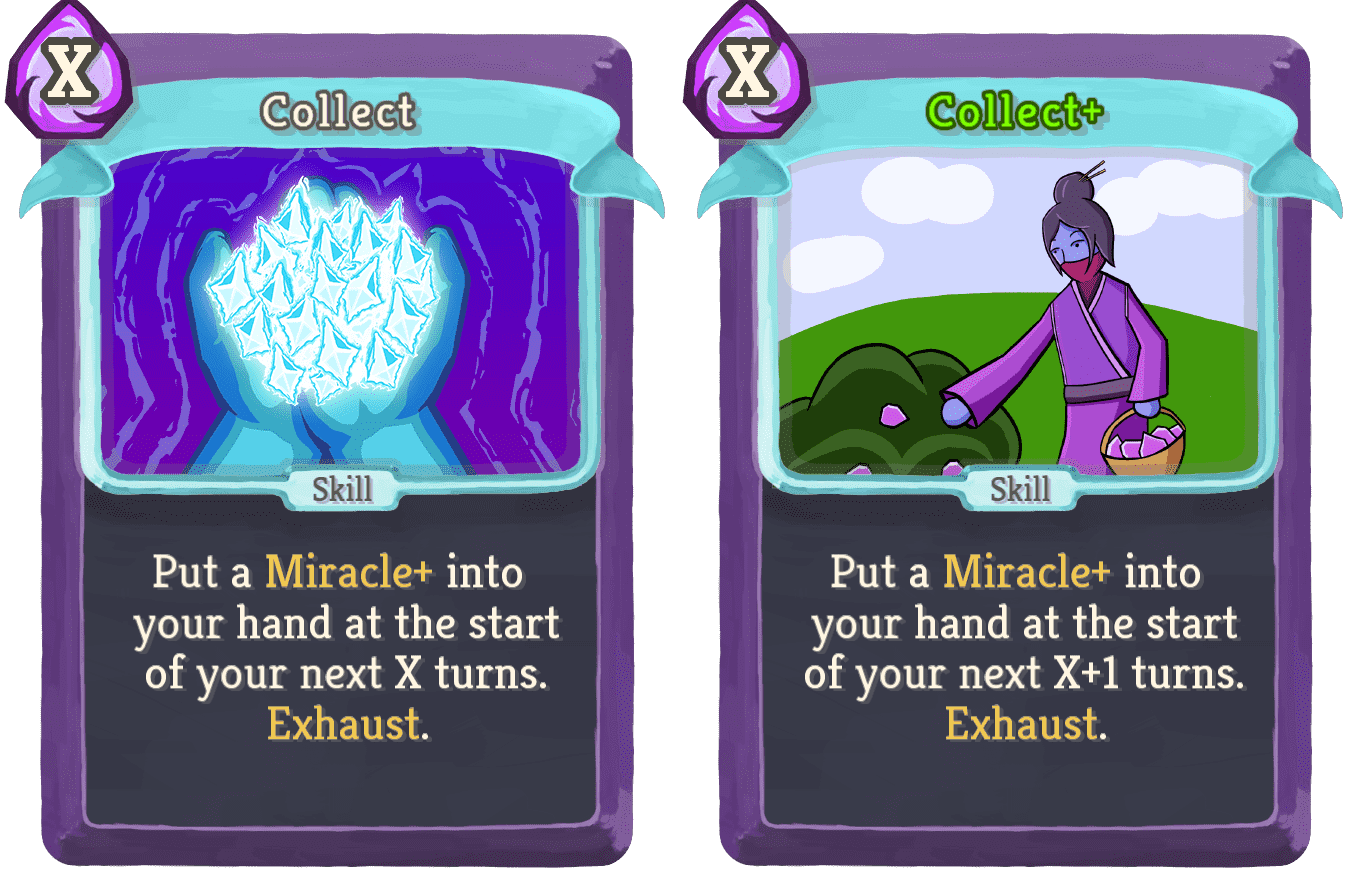 X
Collect
Skill
Put a Miracle+ into
your hand at the start
of your next X turns.
Exhaust.
X
Collect+
Skill
Put a Miracle+ into
your hand at the start
of your next X+1 turns.
Exhaust.